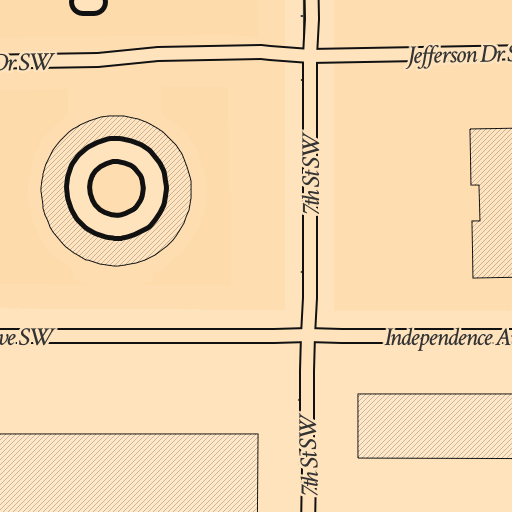 Dr. S.W.
Jefferson Dr. S
7th St S.W.
ve. S.W.
Independence A
7th St S.W.